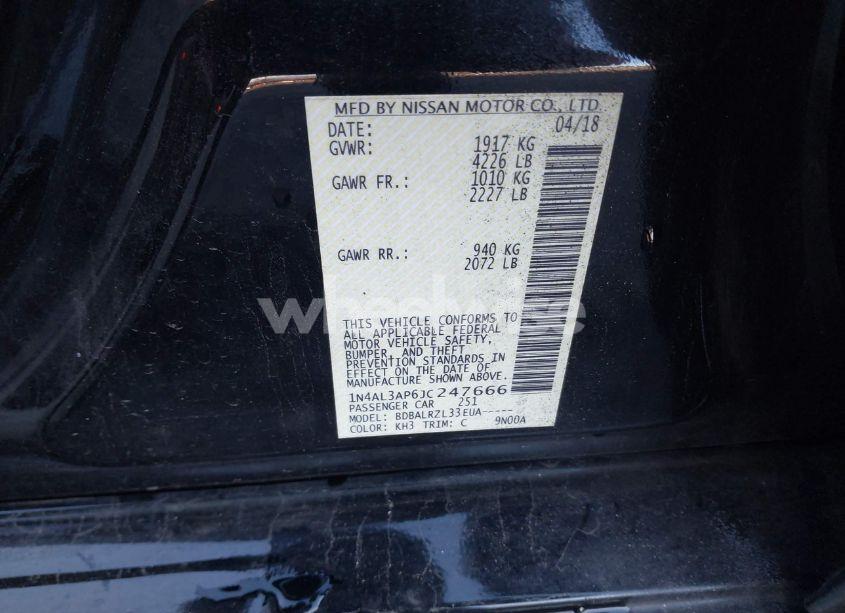 MFD BY NISSAN MOTOR CO., LTD.
DATE: 04/18
GVWR: 1917 KG
4226 LB
GAWR FR.: 1010 KG
2227 LB
GAWR RR.: 940 KG
2072 LB
wheelwise
THIS VEHICLE CONFORMS TO
ALL APPLICABLE FEDERAL
MOTOR VEHICLE SAFETY,
BUMPER, AND THEFT
PREVENTION STANDARDS IN
EFFECT ON THE DATE OF
MANUFACTURE SHOWN ABOVE.
1N4AL3AP6JC247666
PASSENGER CAR 251
MODEL: BDBALRZL33EUA-----
COLOR: KH3 TRIM: C 9N00A